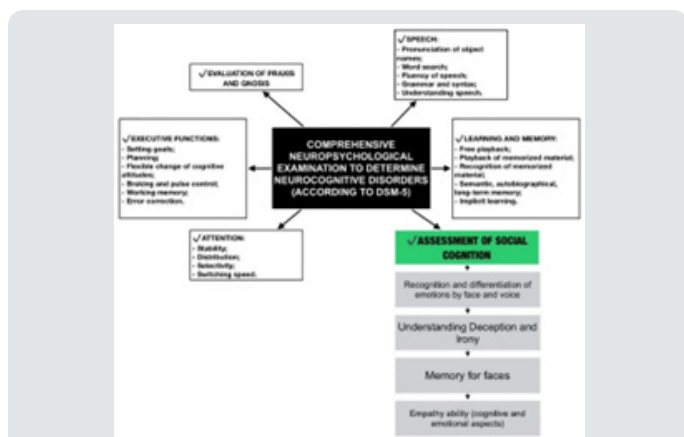 ✓SPEECH:
- Pronunciation of object
names;
- Word search;
- Fluency of speech;
- Grammar and syntax;
- Understanding speech.
✓EVALUATION OF PRAXIS
AND GNOSIS
✓EXECUTIVE FUNCTIONS:
- Setting goals;
- Planning
- Flexible change of cognitive
attitudes;
- Braking and pulse control;
- Working memory;
- Error correction.
COMPREHENSIVE
NEUROPSYCHOLOGICAL
EXAMINATION TO DETERMINE
NEUROCOGNITIVE DISORDERS
(ACCORDING TO DSM-5)
✓LEARNING AND MEMORY:
- Free playback;
- Playback of memorized material;
- Recognition of memorized
material;
- Semantic, autobiographical,
long-term memory;
- Implicit learning.
✓ATTENTION:
- Stability;
- Distribution;
- Selectivity;
- Switching speed.
✓ASSESSMENT OF SOCIAL
COGNITION
Recognition and differentiation of
emotions by face and voice
Understanding Deception and
Irony
Memory for faces
Empathy ability (cognitive and
emotional aspects)